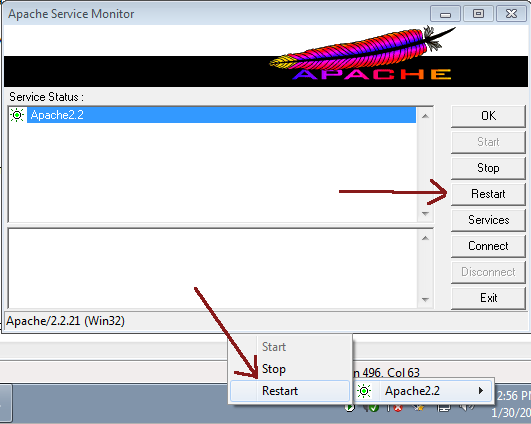 Apache Service Monitor
APACHE
Service Status :
Apache2.2
OK
Start
Stop
Restart
Services
Connect
Disconnect
Exit
Apache/2.2.21 (Win32)
Start
Stop
Restart
496, Col 63
Apache2.2
2:56 PM
1/30/20